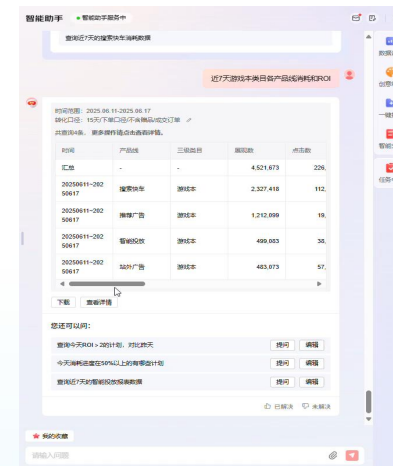 智能助手 智能助手服务中
查询近7天的搜索快车消耗数据
近7天游戏本类目各产品线消耗和ROI
时间范围：2025.06.11-2025.06.17
转化口径：15天/下单口径/不含赠品/成交订单
共查询4条，更多操作请点击查看详情。
时间 产品线 三级类目 展现数 点击数
汇总 - - 4,521,673 226,
20250611-202
50617 搜索快车 游戏本 2,327,418 112,
20250611-202
50617 推荐广告 游戏本 1,212,099 19,
20250611-202
50617 智能投放 游戏本 499,083 38,
20250611-202
50617 站外广告 游戏本 483,073 57,
下载 查看详情
您还可以问：
查询今天ROI > 2的计划，对比昨天 提问 编辑
今天消耗进度在50%以上的有哪些计划 提问 编辑
查询近7天的智能投放报表数据 提问 编辑
已解决 未解决
我的收藏
请输入问题